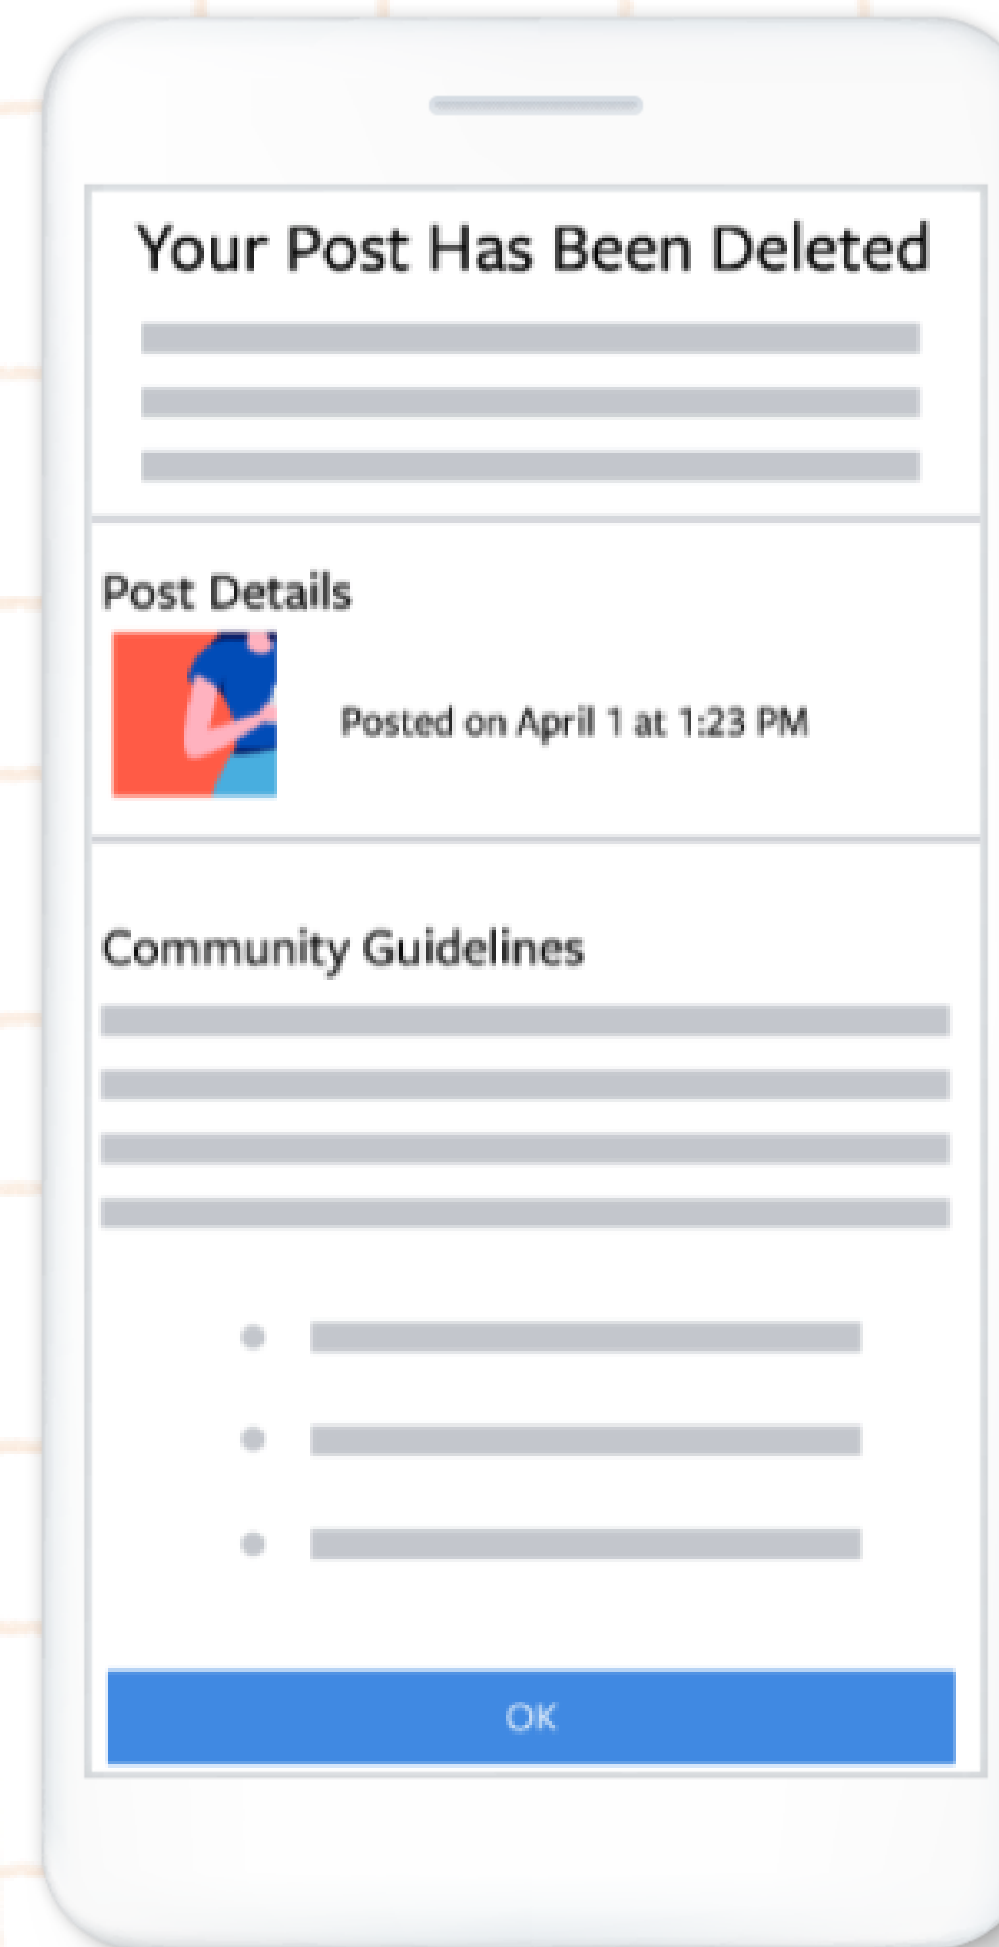 Your Post Has Been Deleted
Post Details
Posted on April 1 at 1:23 PM
Community Guidelines
OK